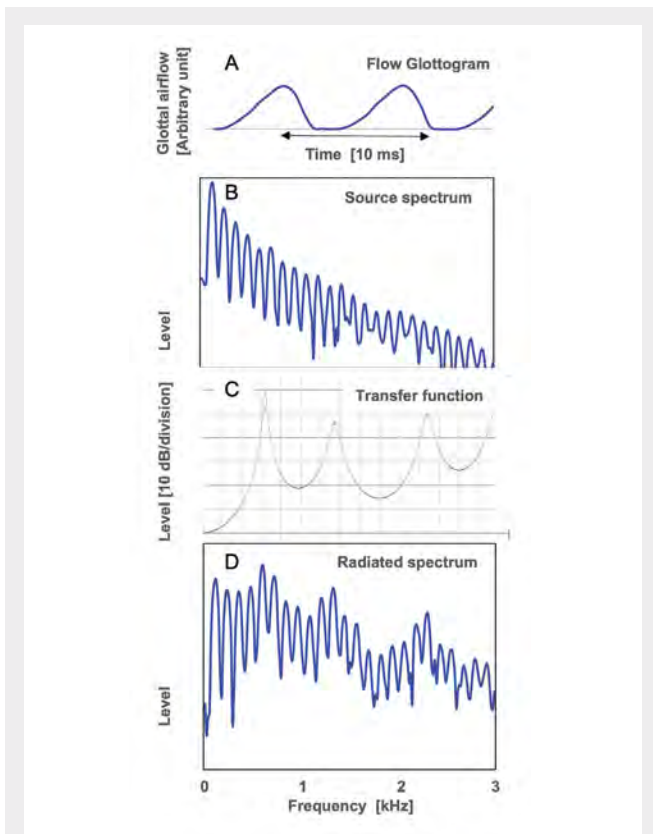 A
Flow Glottogram
Glottal airflow
[Arbitrary unit]
Time [10 ms]
B
Source spectrum
Level
C
Transfer function
Level [10 dB/division]
D
Radiated spectrum
Level
0 1 2 3
Frequency [kHz]